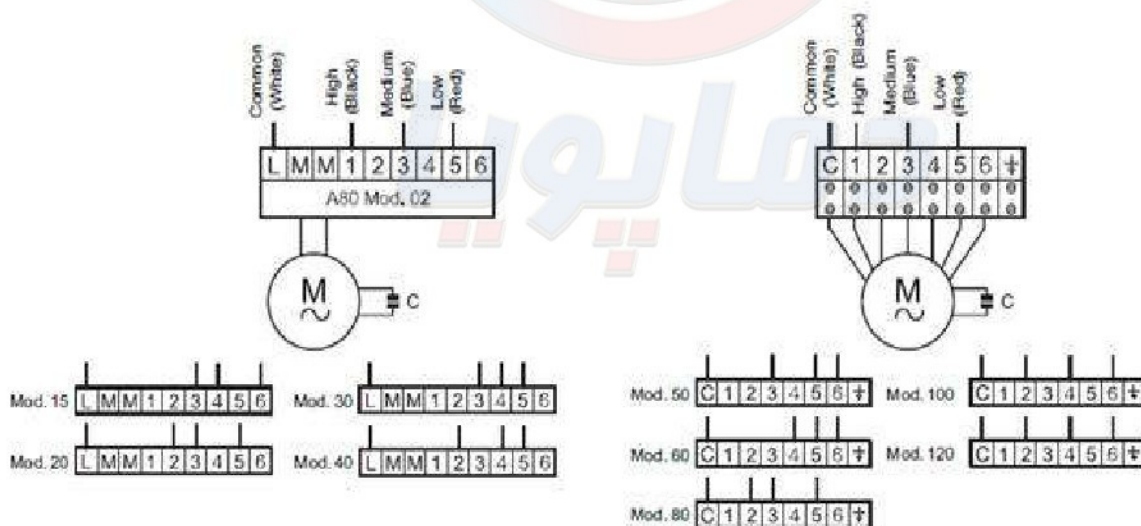 Common (White)
High (Black)
Medium (Blue)
Low (Red)
L M M 1 2 3 4 5 6
A80 Mod. 02
M
C
Common (White)
High (Black)
Medium (Blue)
Low (Red)
C 1 2 3 4 5 6 ⏚
M
C
دماپویا
Mod. 15 L M M 1 2 3 4 5 6
Mod. 30 L M M 1 2 3 4 5 6
Mod. 20 L M M 1 2 3 4 5 6
Mod. 40 L M M 1 2 3 4 5 6
Mod. 50 C 1 2 3 4 5 6 ⏚
Mod. 100 C 1 2 3 4 5 6 ⏚
Mod. 60 C 1 2 3 4 5 6 ⏚
Mod. 120 C 1 2 3 4 5 6 ⏚
Mod. 80 C 1 2 3 4 5 6 ⏚